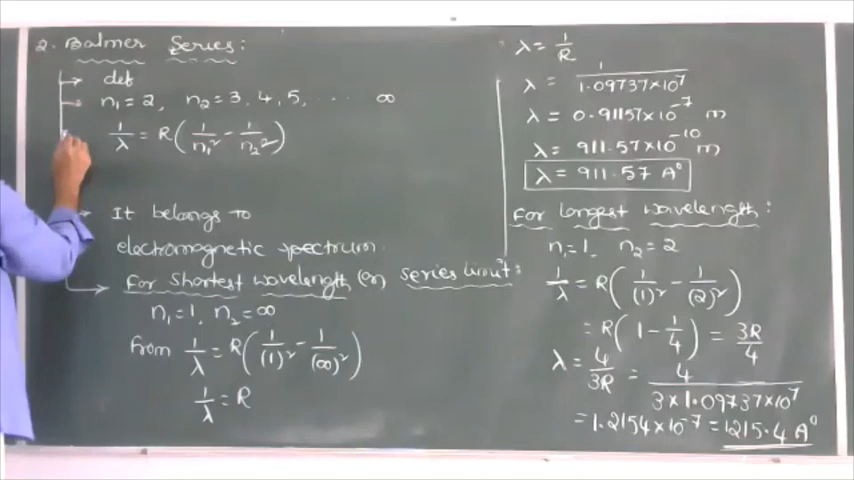 2. Balmer Series:
def
n₁ = 2, n₂ = 3, 4, 5, ..... ∞
1/λ = R(1/n₁² - 1/n₂²)
It belongs to
electromagnetic spectrum.
For shortest wavelength (or) series limit:
n₁=1, n₂ = ∞
from 1/λ = R(1/(1)² - 1/(∞)²)
1/λ = R
λ = 1/R
λ = 1/1.09737×10⁷
λ = 0.91157×10⁻⁷ m
λ = 911.57×10⁻¹⁰ m
λ = 911.57 A⁰
For longest wavelength:
n₁=1, n₂ = 2
1/λ = R(1/(1)² - 1/(2)²)
= R(1 - 1/4) = 3R/4
λ = 4/3R = 4/3×1.09737×10⁷
= 1.2154×10⁻⁷ = 1215.4 A⁰